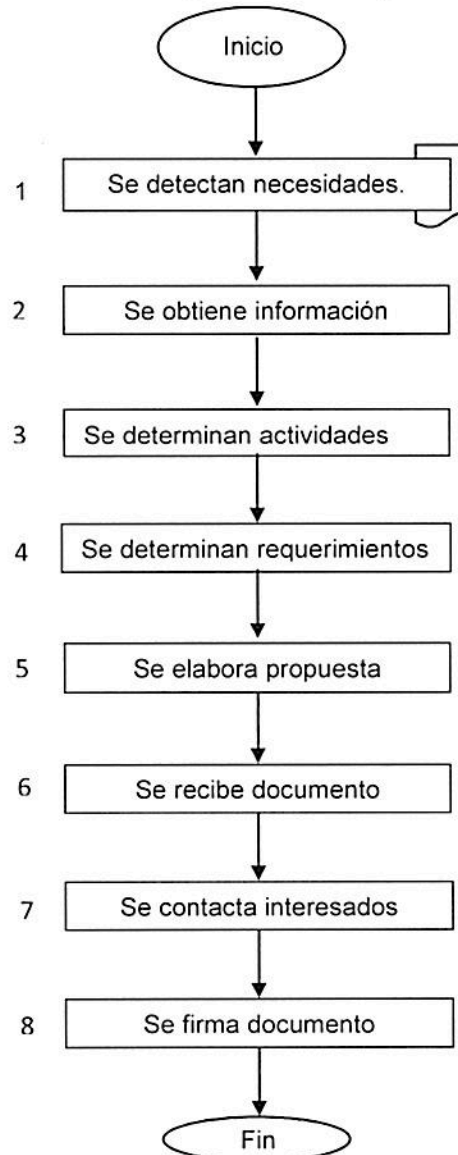 Inicio
1 Se detectan necesidades.
2 Se obtiene información
3 Se determinan actividades
4 Se determinan requerimientos
5 Se elabora propuesta
6 Se recibe documento
7 Se contacta interesados
8 Se firma documento
Fin